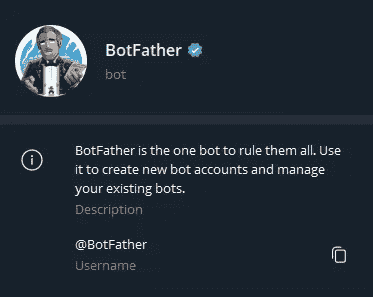 BotFather
bot
BotFather is the one bot to rule them all. Use
it to create new bot accounts and manage
your existing bots.
Description
@BotFather
Username